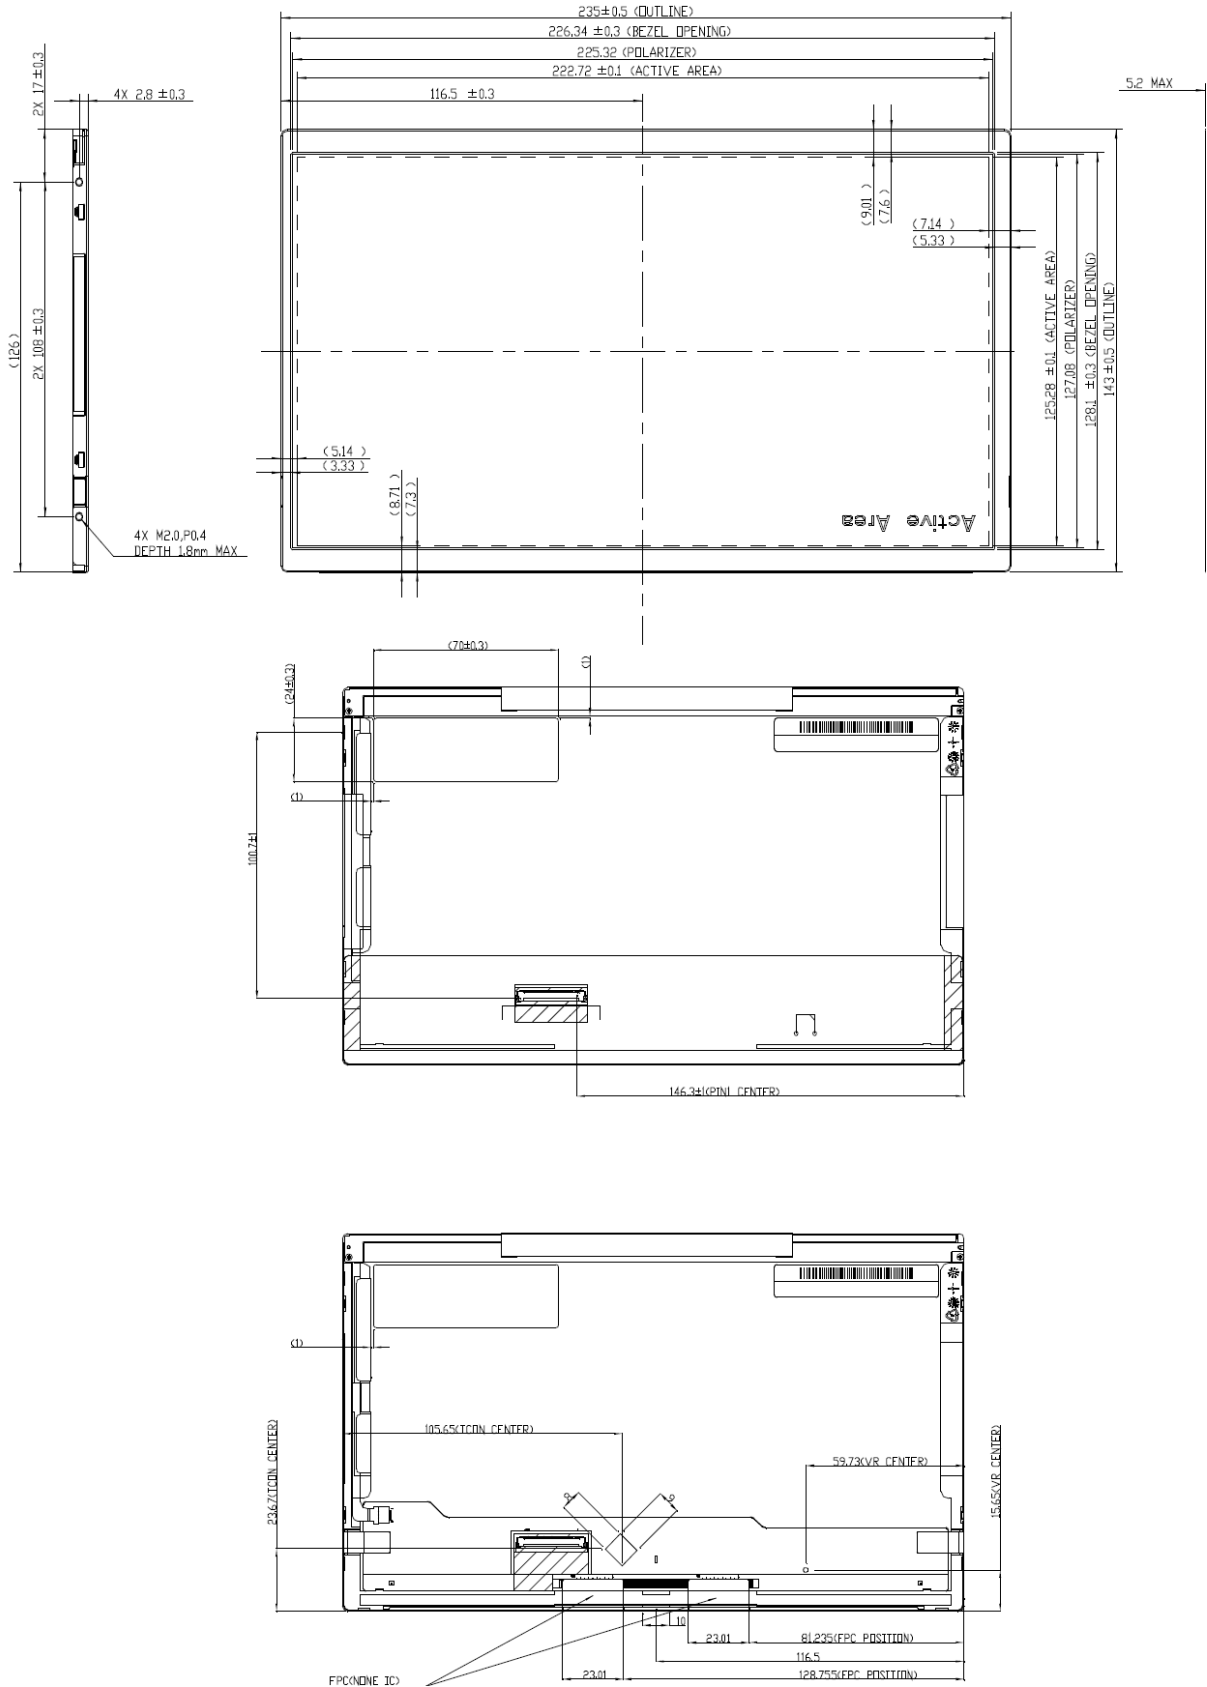 235±0.5 (OUTLINE)
226.34 ±0.3 (BEZEL OPENING)
225.32 (POLARIZER)
222.72 ±0.1 (ACTIVE AREA)
116.5 ±0.3
4X 2.8 ±0.3
2X 17 ±0.3
5.2 MAX
(9.01 )
(7.6 )
(7.14 )
(5.33 )
125.28 ±0.1 (ACTIVE AREA)
127.08 (POLARIZER)
128.1 ±0.3 (BEZEL OPENING)
143 ±0.5 (OUTLINE)
(126)
2X 108 ±0.3
(5.14 )
(3.33 )
(8.71 )
(7.3 )
Active Area
4X M2.0,P0.4
DEPTH 1.8mm MAX
(70±0.3)
(1)
(24±0.3)
(1)
100.7±1
146.3±1(PIN1 CENTER)
(1)
105.65(TCON CENTER)
23.67(TCON CENTER)
59.73(VR CENTER)
15.65(VR CENTER)
8
9
10
23.01
81.235(FPC POSITION)
116.5
23.01
128.755(FPC POSITION)
FPC(NONE IC)